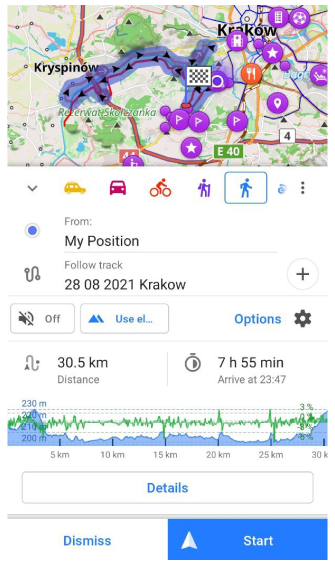 Kraków
Kryspinów
Rezerwat Skołczanka
4
E 40
From:
My Position
Follow track
28 08 2021 Krakow
Off
Use el...
Options
30.5 km
Distance
7 h 55 min
Arrive at 23:47
230 m
220 m
210 m
200 m
3 %
0 %
5 km
10 km
15 km
20 km
25 km
30 k
Details
Dismiss
Start